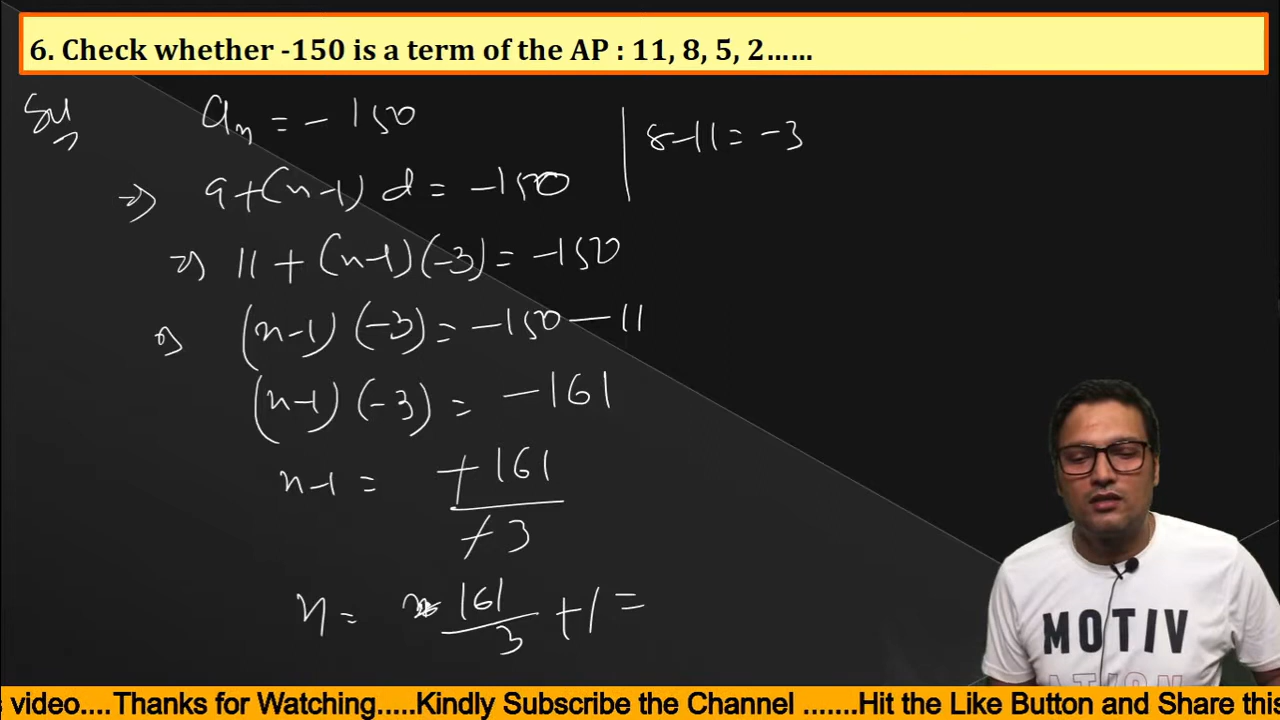 6. Check whether -150 is a term of the AP : 11, 8, 5, 2......
Sol
aₙ = -150
8-11 = -3
⇒ a+(n-1) d = -150
⇒ 11 + (n-1)(-3) = -150
⇒ (n-1) (-3) = -150 - 11
(n-1) (-3) = -161
n-1 = -161 / -3
n = 161 / 3 + 1 =
MOTIV
ATION
video....Thanks for Watching.....Kindly Subscribe the Channel .......Hit the Like Button and Share this